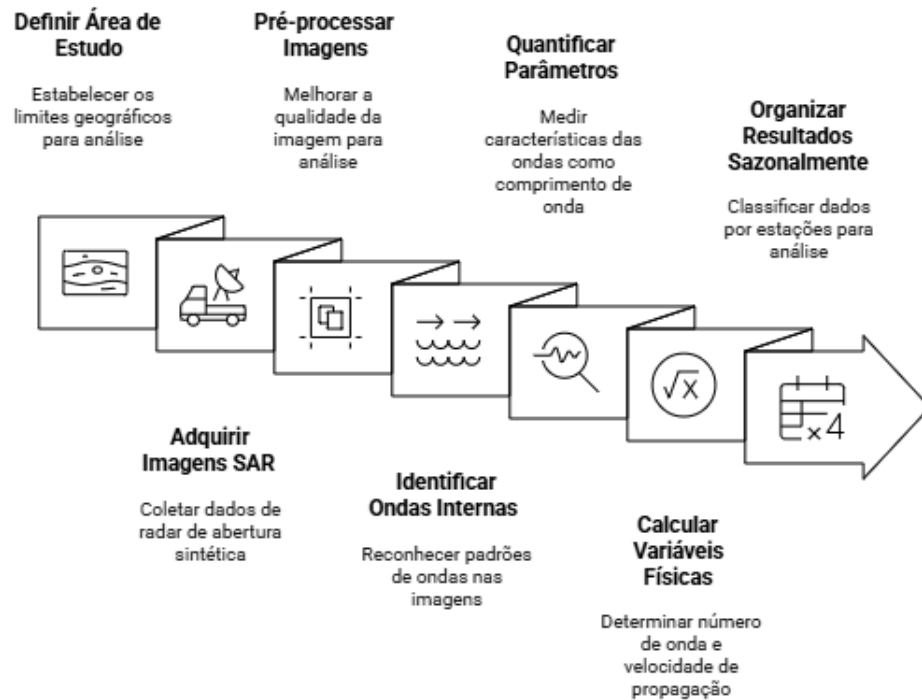 Definir Área de
Estudo
Estabelecer os
limites geográficos
para análise
Adquirir
Imagens SAR
Coletar dados de
radar de abertura
sintética
Pré-processar
Imagens
Melhorar a
qualidade da
imagem para
análise
Identificar
Ondas Internas
Reconhecer padrões
de ondas nas
imagens
Quantificar
Parâmetros
Medir
características das
ondas como
comprimento de
onda
√x
Calcular
Variáveis
Físicas
Determinar número
de onda e
velocidade de
propagação
Organizar
Resultados
Sazonalmente
Classificar dados
por estações para
análise
×4